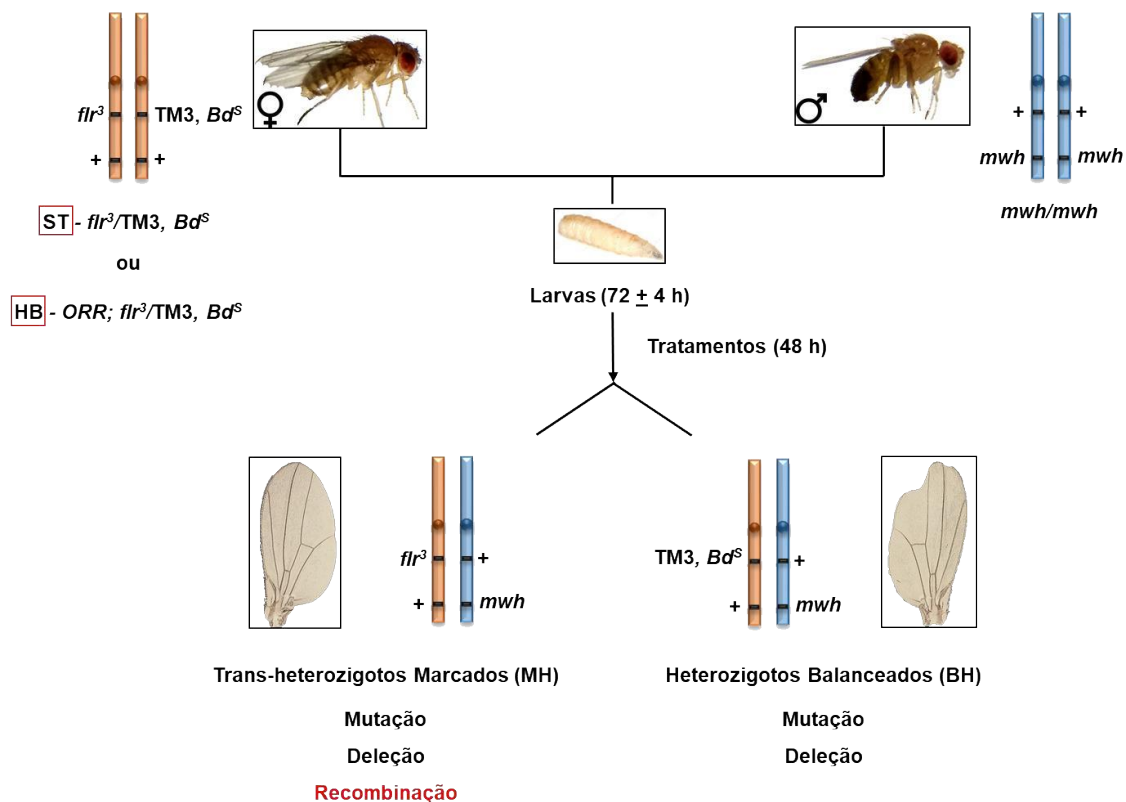 flr³ TM3, Bdˢ
+ +
ST - flr³/TM3, Bdˢ
ou
HB - ORR; flr³/TM3, Bdˢ
♀
♂
+ +
mwh mwh
mwh/mwh
Larvas (72 ± 4 h)
Tratamentos (48 h)
flr³ +
+ mwh
TM3, Bdˢ +
+ mwh
Trans-heterozigotos Marcados (MH)
Mutação
Deleção
Recombinação
Heterozigotos Balanceados (BH)
Mutação
Deleção